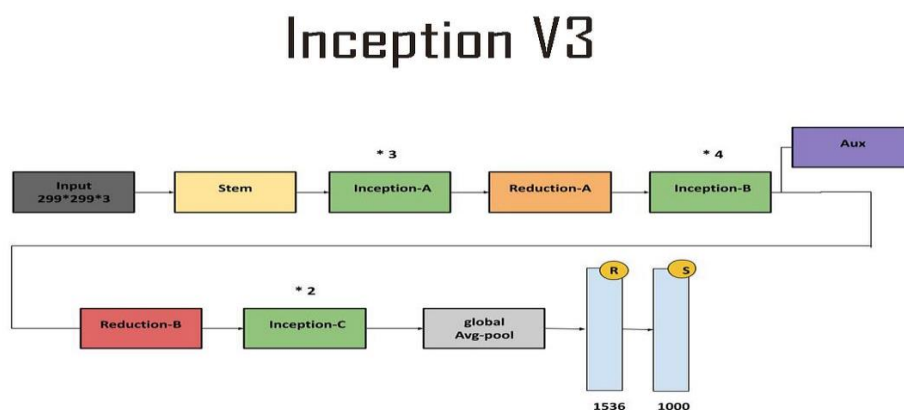 Inception V3
* 3
* 4
Aux
Input
299*299*3
Stem
Inception-A
Reduction-A
Inception-B
* 2
R
S
Reduction-B
Inception-C
global
Avg-pool
1536
1000